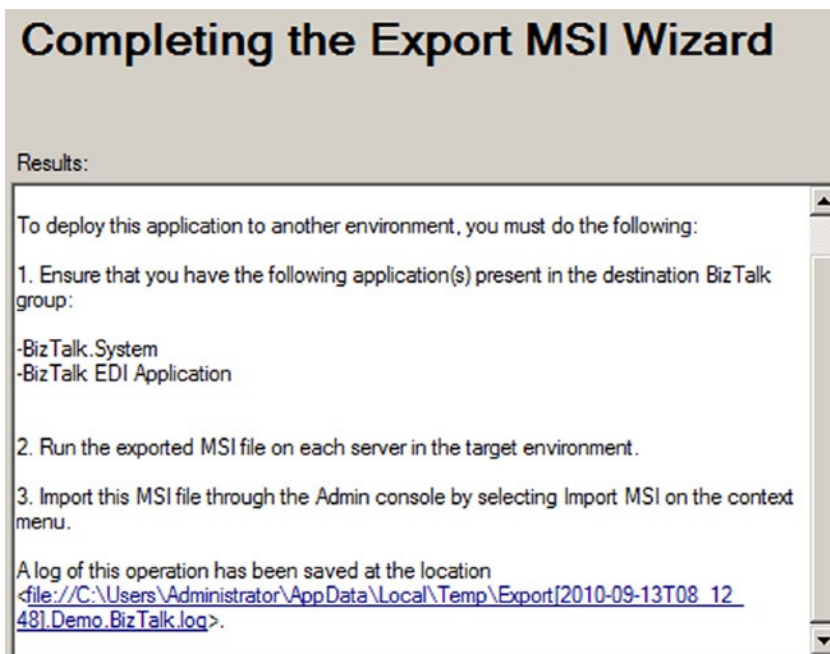 Completing the Export MSI Wizard
Results:
To deploy this application to another environment, you must do the following:
1. Ensure that you have the following application(s) present in the destination BizTalk
group:
-BizTalk.System
-BizTalk EDI Application
2. Run the exported MSI file on each server in the target environment.
3. Import this MSI file through the Admin console by selecting Import MSI on the context
menu.
A log of this operation has been saved at the location
<file://C:\Users\Administrator\AppData\Local\Temp\Export[2010-09-13T08_12_
48].Demo.BizTalk.log>.